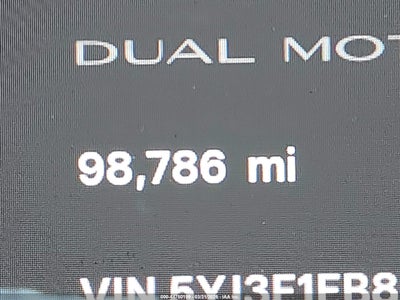 DUAL MOT
98,786 mi
VIN 5YJ3E1EB8